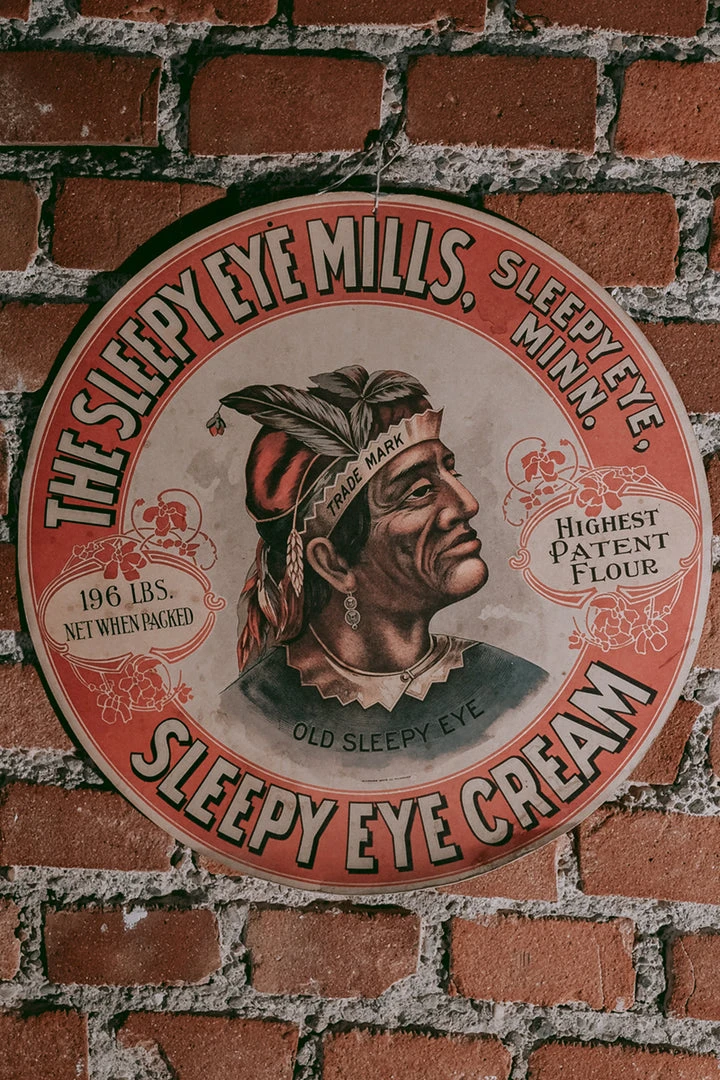 THE SLEEPY EYE MILLS,
SLEEPY EYE,
MINN.
TRADE MARK
HIGHEST
PATENT
FLOUR
196 LBS.
NET WHEN PACKED
OLD SLEEPY EYE
SLEEPY EYE CREAM